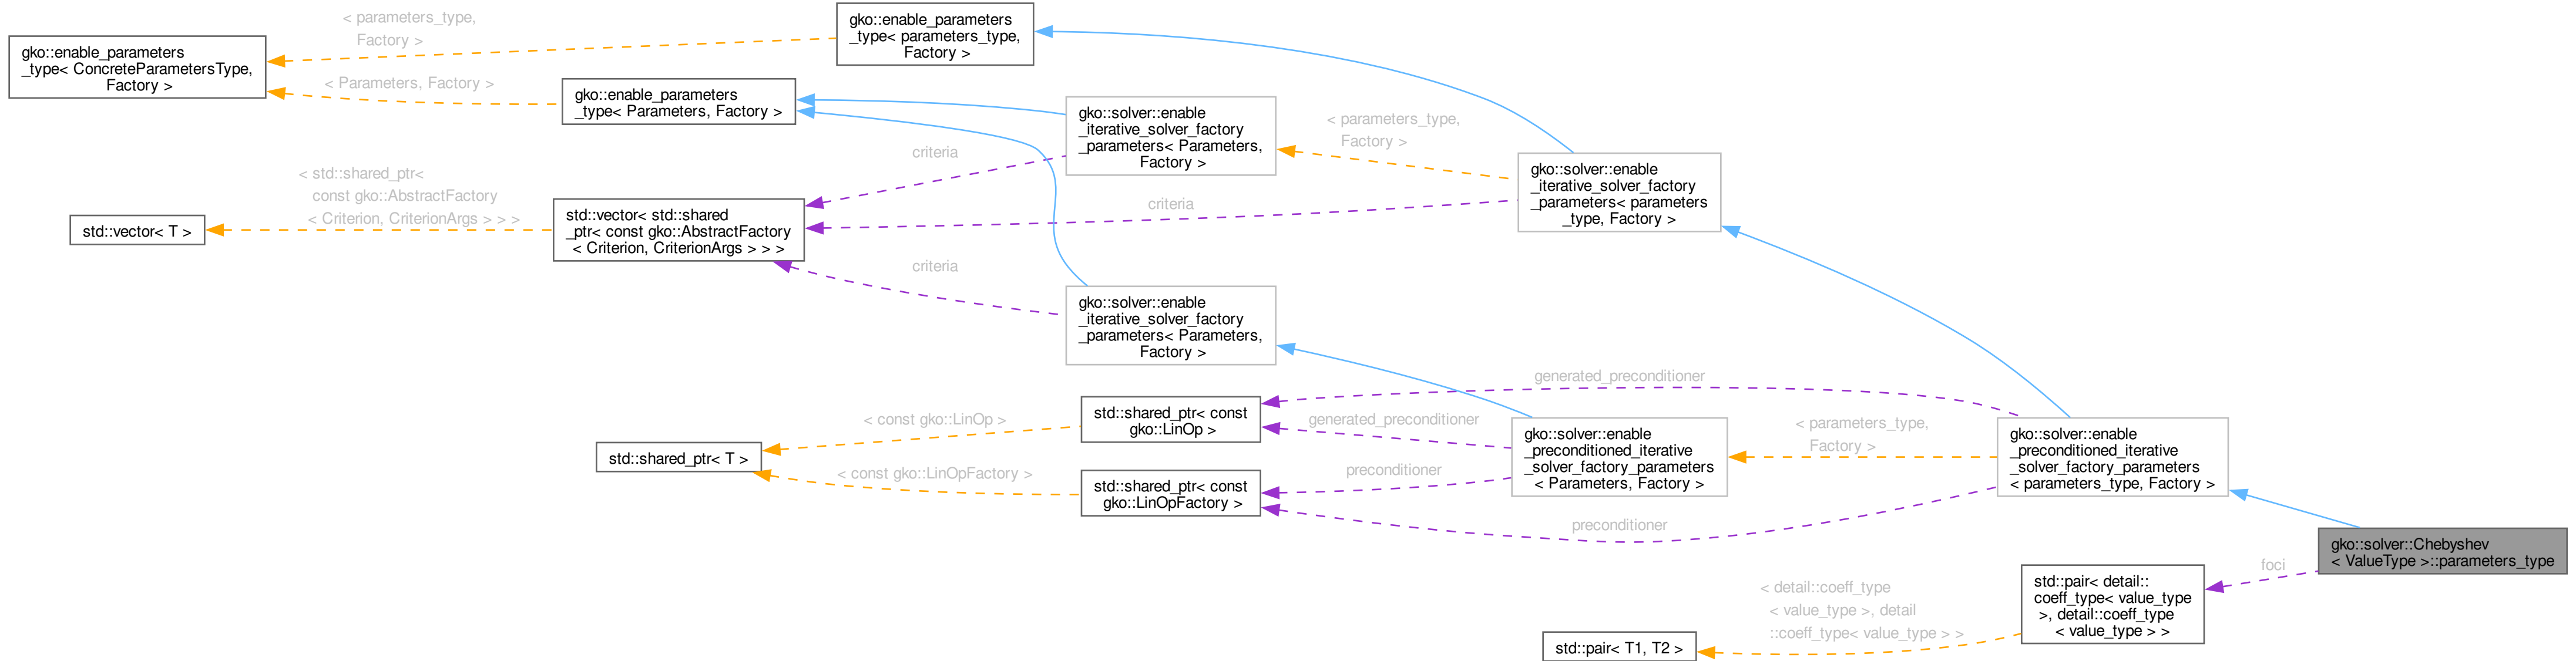 < parameters_type,
Factory >
gko::enable_parameters
_type< parameters_type,
Factory >
gko::enable_parameters
_type< ConcreteParametersType,
Factory >
< Parameters, Factory >
gko::enable_parameters
_type< Parameters, Factory >
gko::solver::enable
_iterative_solver_factory
_parameters< Parameters,
Factory >
< parameters_type,
Factory >
criteria
gko::solver::enable
_iterative_solver_factory
_parameters< parameters
_type, Factory >
< std::shared_ptr<
const gko::AbstractFactory
< Criterion, CriterionArgs > > >
std::vector< T >
std::vector< std::shared
_ptr< const gko::AbstractFactory
< Criterion, CriterionArgs > > >
criteria
criteria
gko::solver::enable
_iterative_solver_factory
_parameters< Parameters,
Factory >
generated_preconditioner
< const gko::LinOp >
std::shared_ptr< const
gko::LinOp >
generated_preconditioner
std::shared_ptr< T >
< const gko::LinOpFactory >
std::shared_ptr< const
gko::LinOpFactory >
preconditioner
gko::solver::enable
_preconditioned_iterative
_solver_factory_parameters
< Parameters, Factory >
< parameters_type,
Factory >
gko::solver::enable
_preconditioned_iterative
_solver_factory_parameters
< parameters_type, Factory >
preconditioner
gko::solver::Chebyshev
< ValueType >::parameters_type
foci
std::pair< detail::
coeff_type< value_type
>, detail::coeff_type
< value_type > >
< detail::coeff_type
< value_type >, detail
::coeff_type< value_type > >
std::pair< T1, T2 >